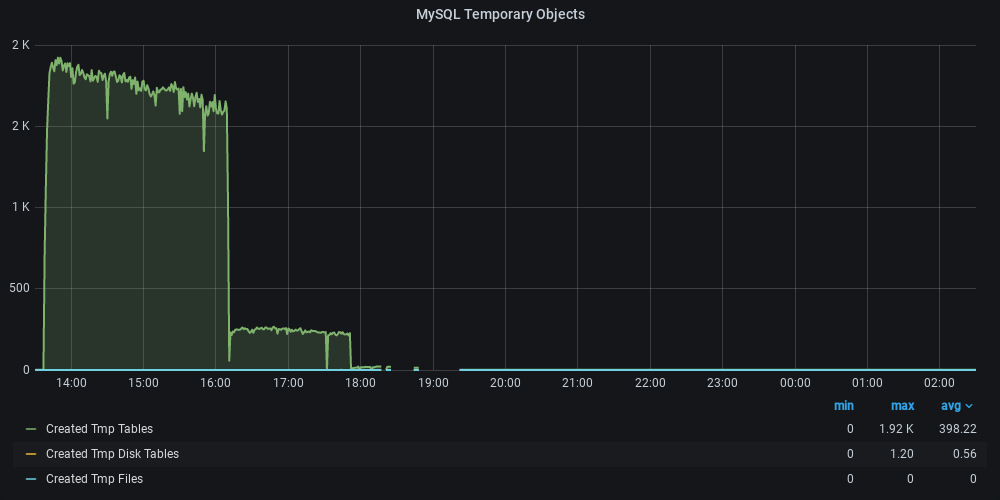 MySQL Temporary Objects
2 K
2 K
1 K
500
0
14:00 15:00 16:00 17:00 18:00 19:00 20:00 21:00 22:00 23:00 00:00 01:00 02:00
min max avg
Created Tmp Tables 0 1.92 K 398.22
Created Tmp Disk Tables 0 1.20 0.56
Created Tmp Files 0 0 0